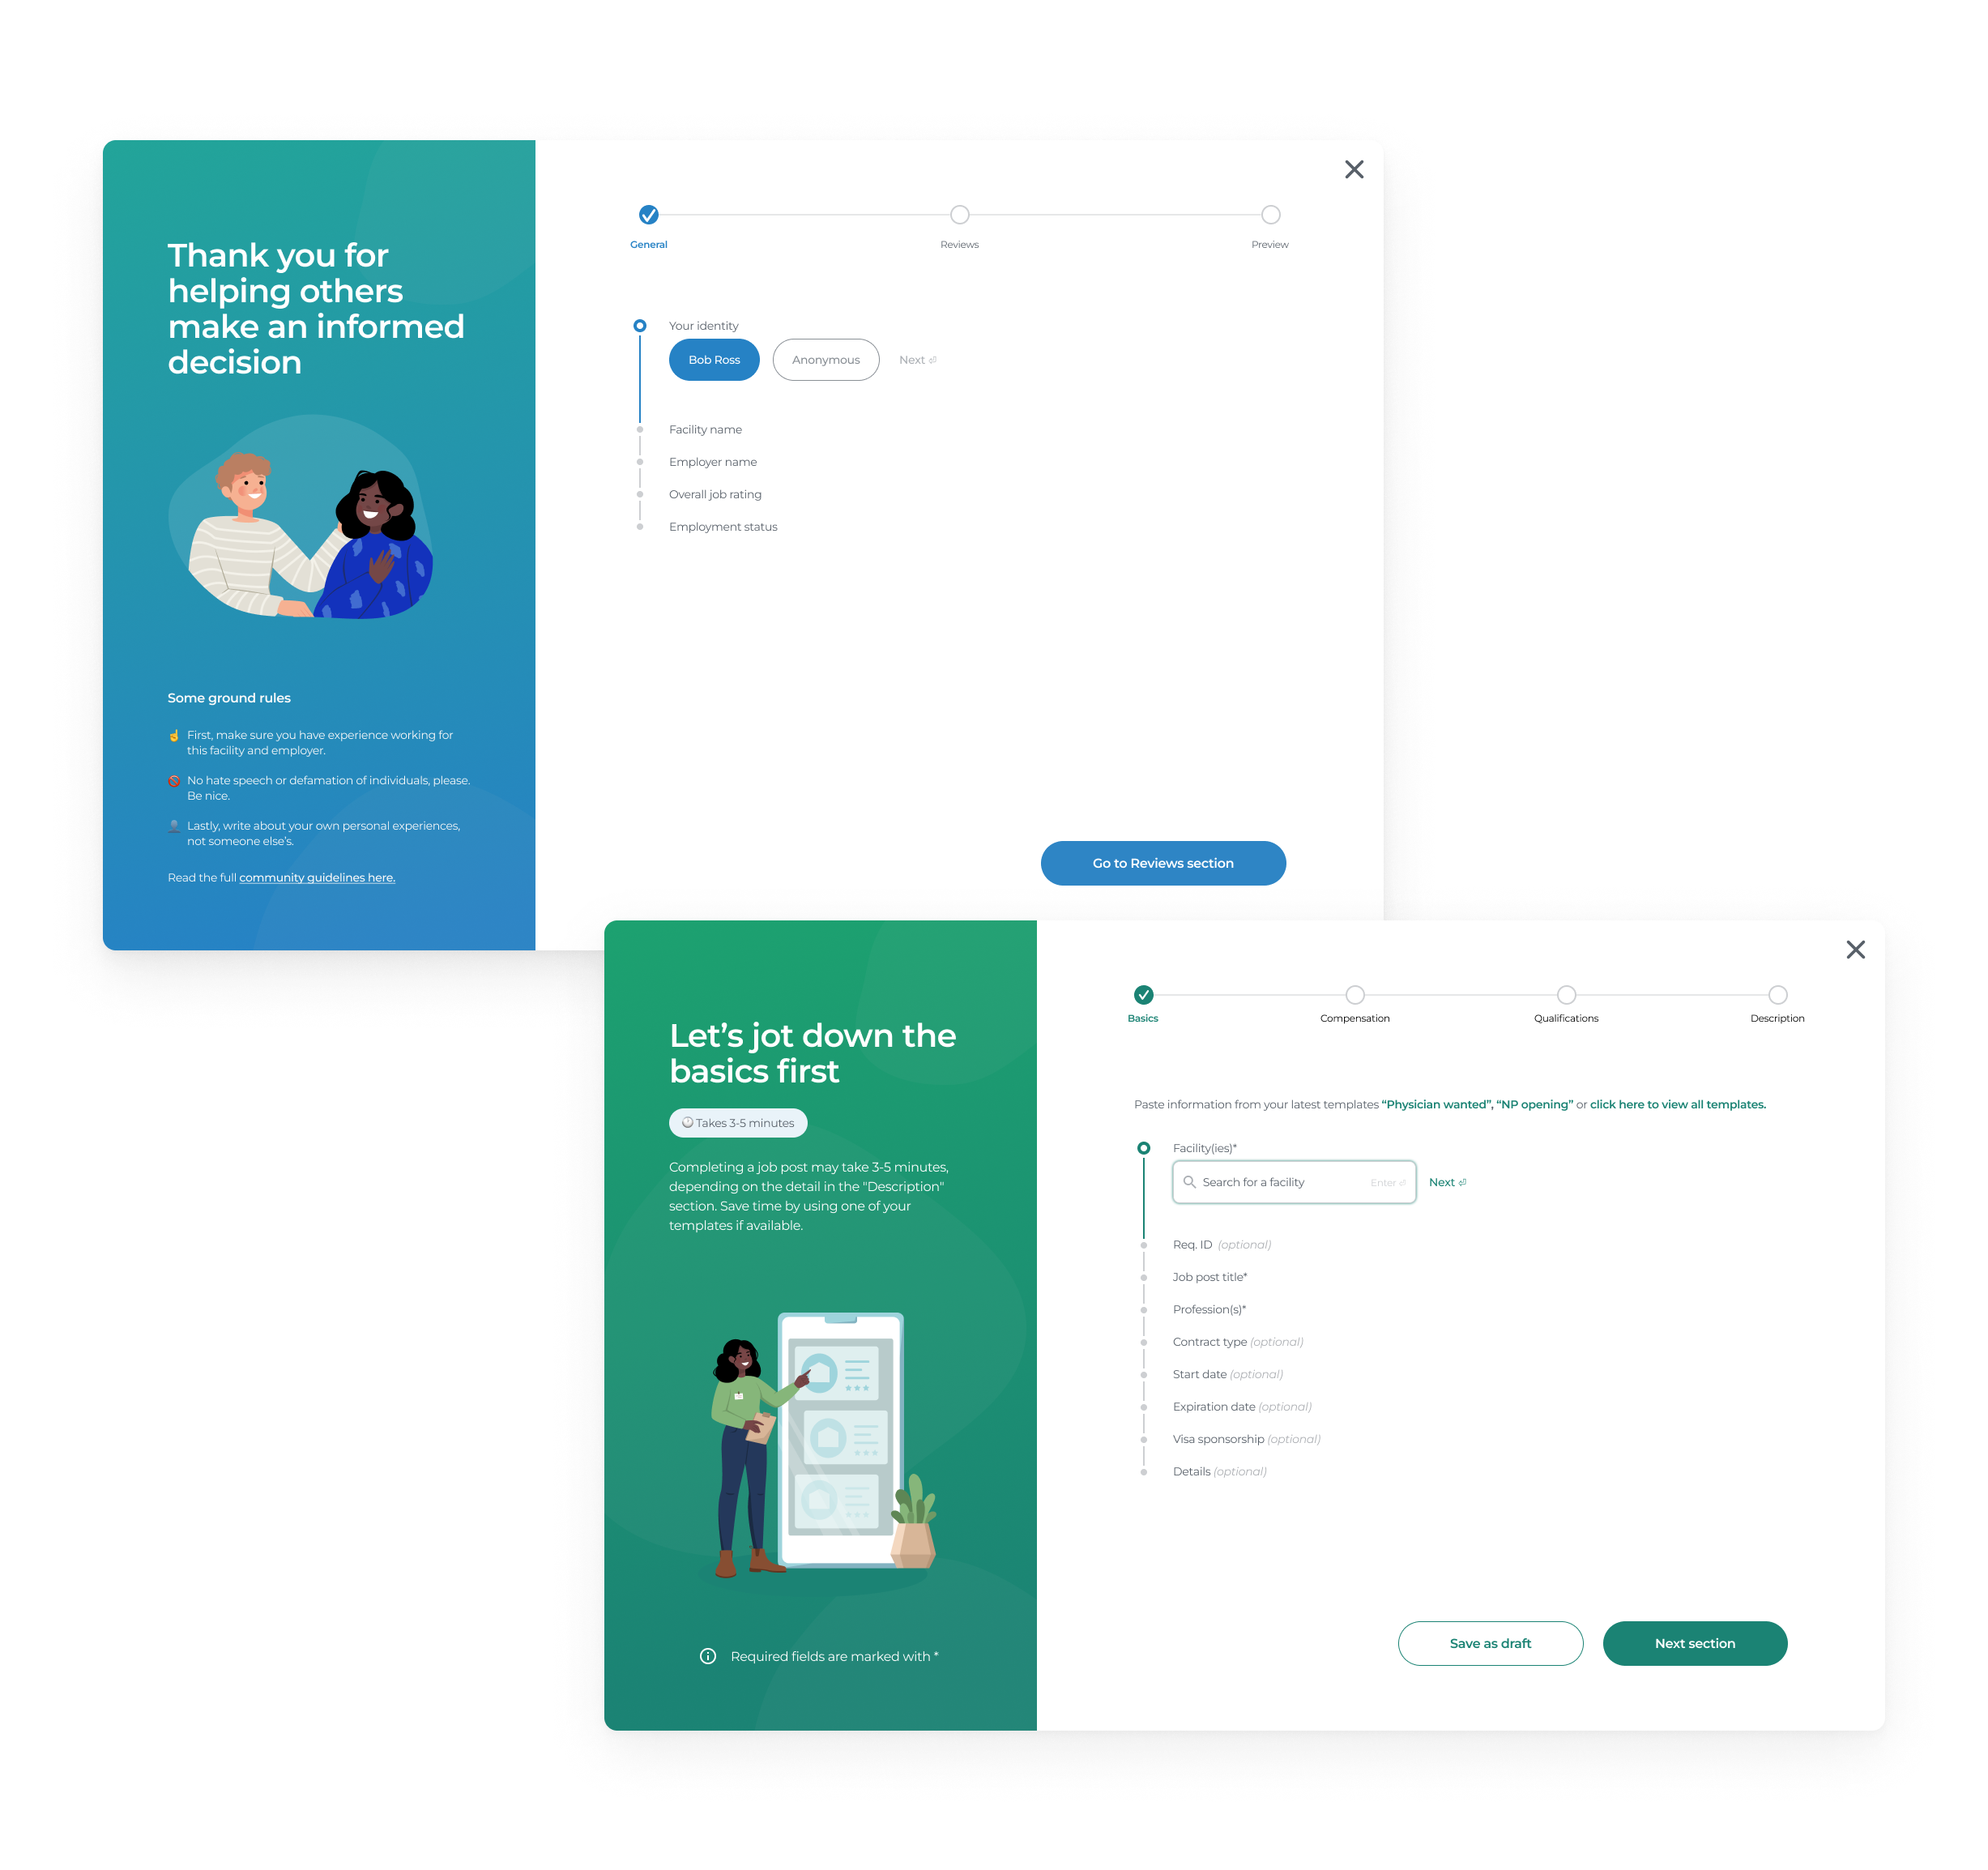 Thank you for
helping others
make an informed
decision
Some ground rules
☝️ First, make sure you have experience working for
this facility and employer.
🚫 No hate speech or defamation of individuals, please.
Be nice.
👤 Lastly, write about your own personal experiences,
not someone else’s.
Read the full community guidelines here.
General
Reviews
Preview
Your identity
Bob Ross
Anonymous
Next ⏎
Facility name
Employer name
Overall job rating
Employment status
Go to Reviews section
Let’s jot down the
basics first
🕐 Takes 3-5 minutes
Completing a job post may take 3-5 minutes,
depending on the detail in the "Description"
section. Save time by using one of your
templates if available.
Required fields are marked with *
Basics
Compensation
Qualifications
Description
Paste information from your latest templates “Physician wanted”, “NP opening” or click here to view all templates.
Facility(ies)*
Search for a facility
Enter ⏎
Next ⏎
Req. ID (optional)
Job post title*
Profession(s)*
Contract type (optional)
Start date (optional)
Expiration date (optional)
Visa sponsorship (optional)
Details (optional)
Save as draft
Next section